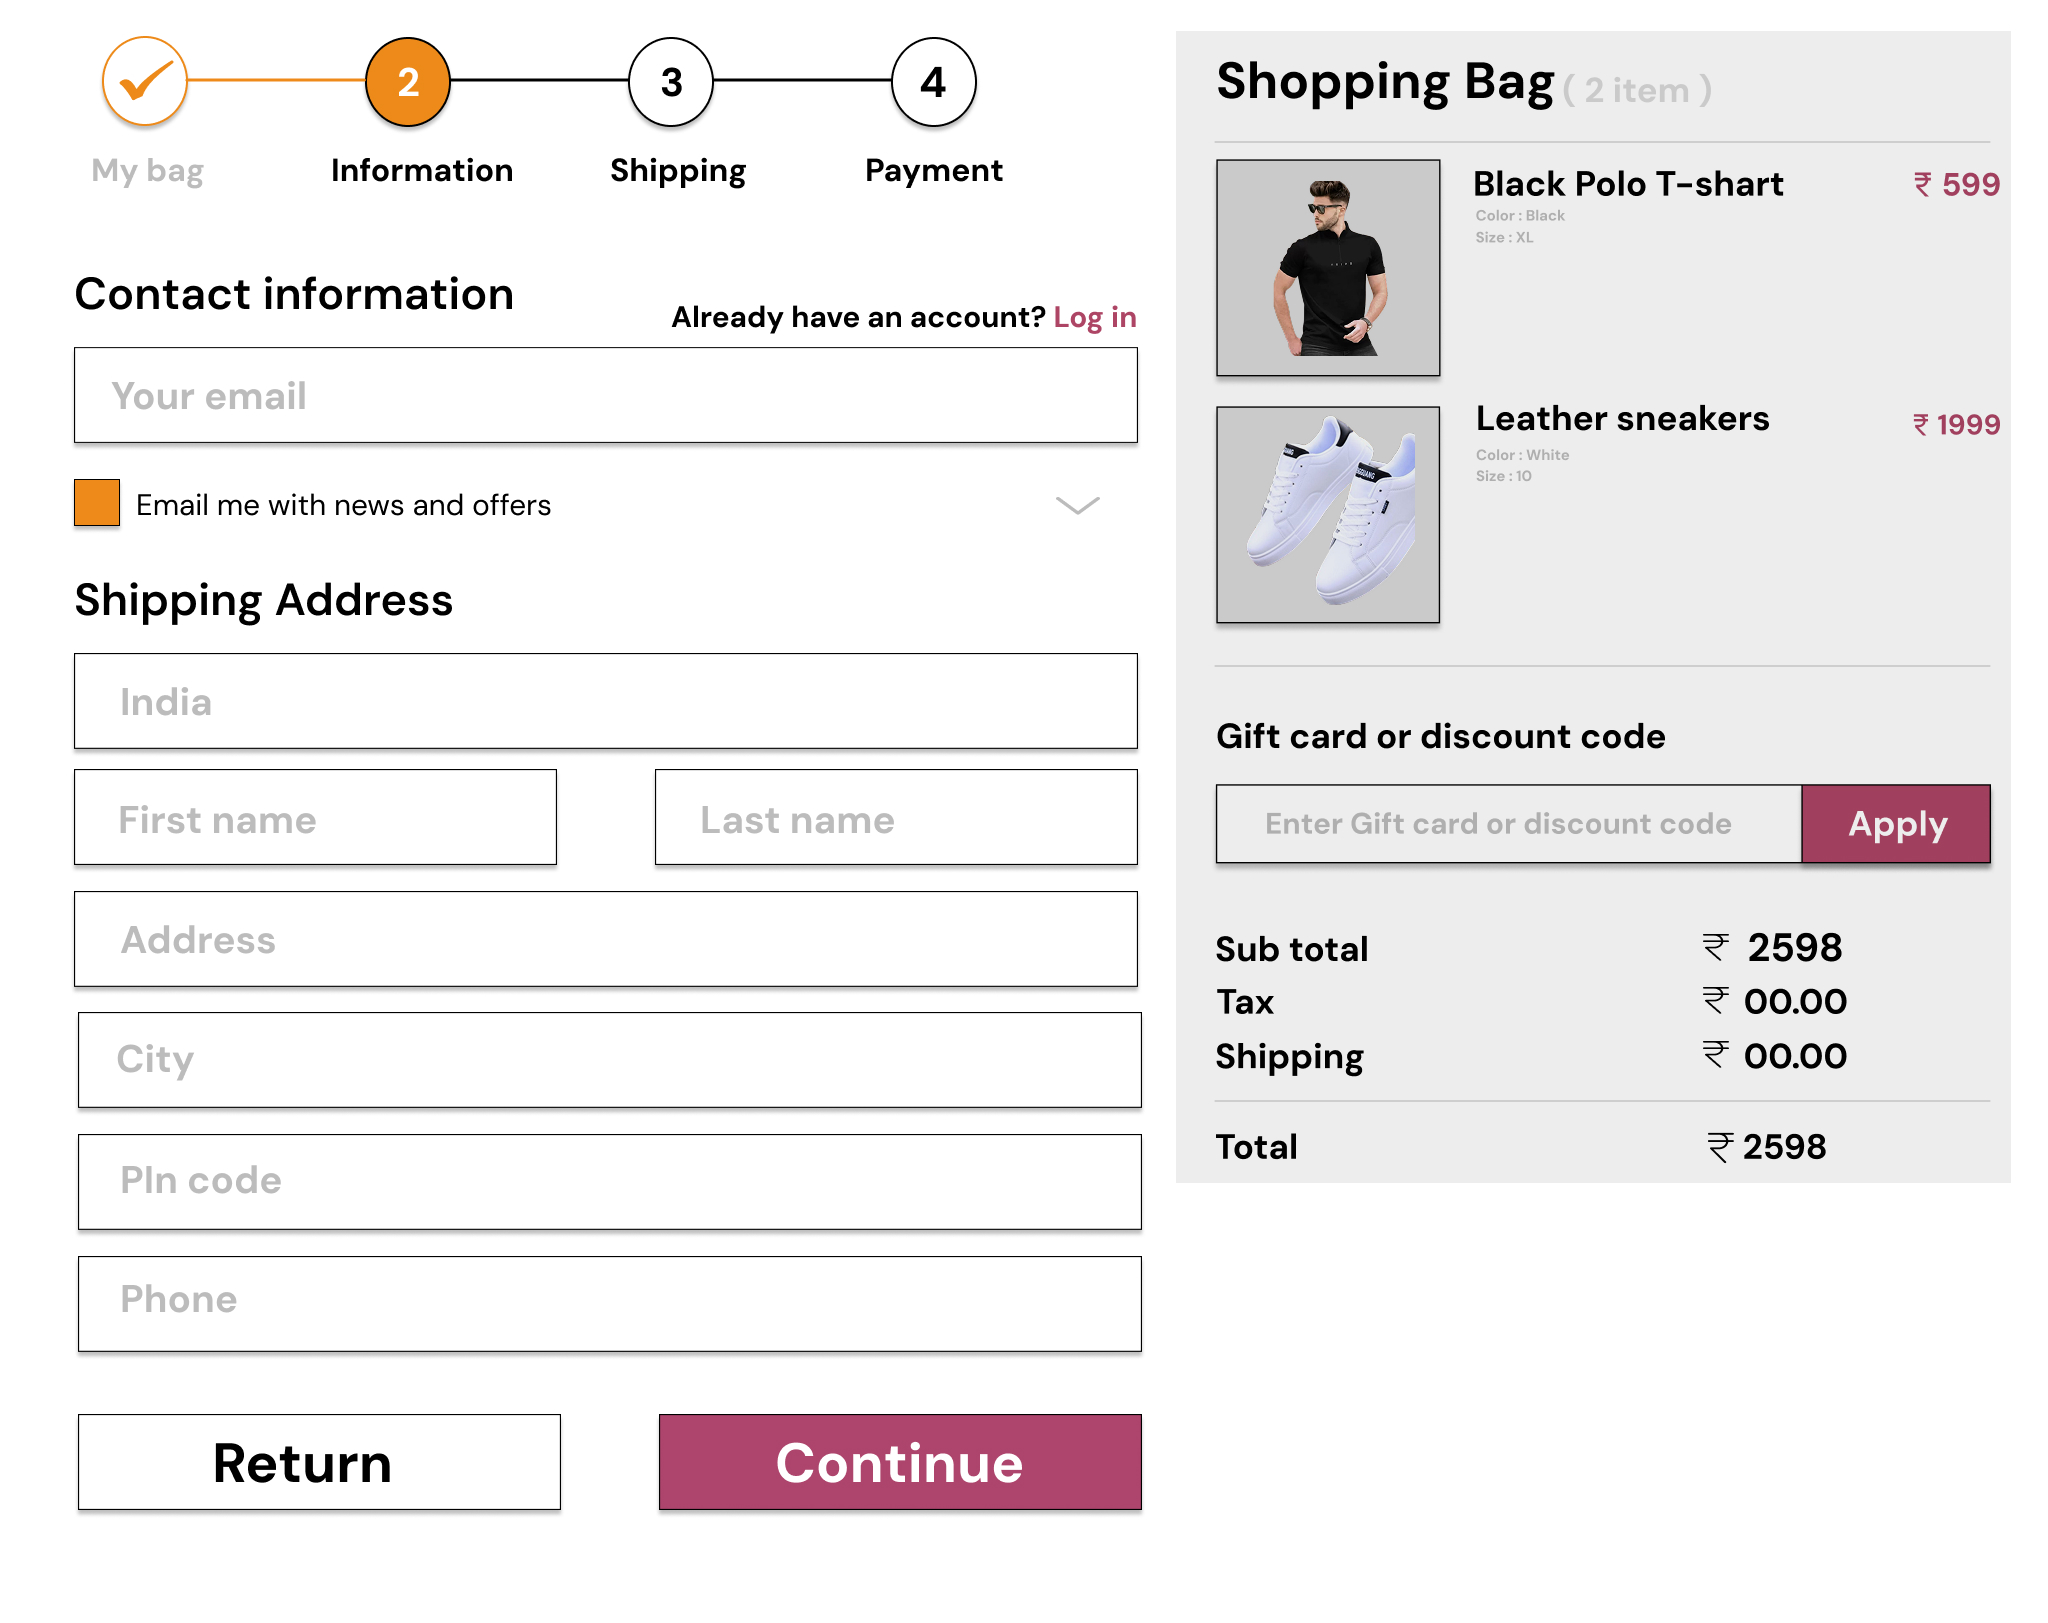 2
3
4
My bag
Information
Shipping
Payment
Contact information
Already have an account? Log in
Your email
Email me with news and offers
Shipping Address
India
First name
Last name
Address
City
PIn code
Phone
Return
Continue
Shopping Bag ( 2 item )
Black Polo T-shart
₹ 599
Color : Black
Size : XL
Leather sneakers
₹ 1999
Color : White
Size : 10
Gift card or discount code
Enter Gift card or discount code
Apply
Sub total
₹ 2598
Tax
₹ 00.00
Shipping
₹ 00.00
Total
₹ 2598